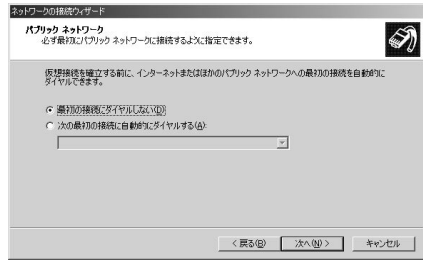 ネットワークの接続ウィザード
パブリック ネットワーク
必ず最初にパブリック ネットワークに接続するように指定できます。
仮想接続を確立する前に、インターネットまたはほかのパブリック ネットワークへの最初の接続を自動的に
ダイヤルできます。
最初の接続にダイヤルしない(D)
次の最初の接続に自動的にダイヤルする(A):
< 戻る(B)
次へ(N) >
キャンセル